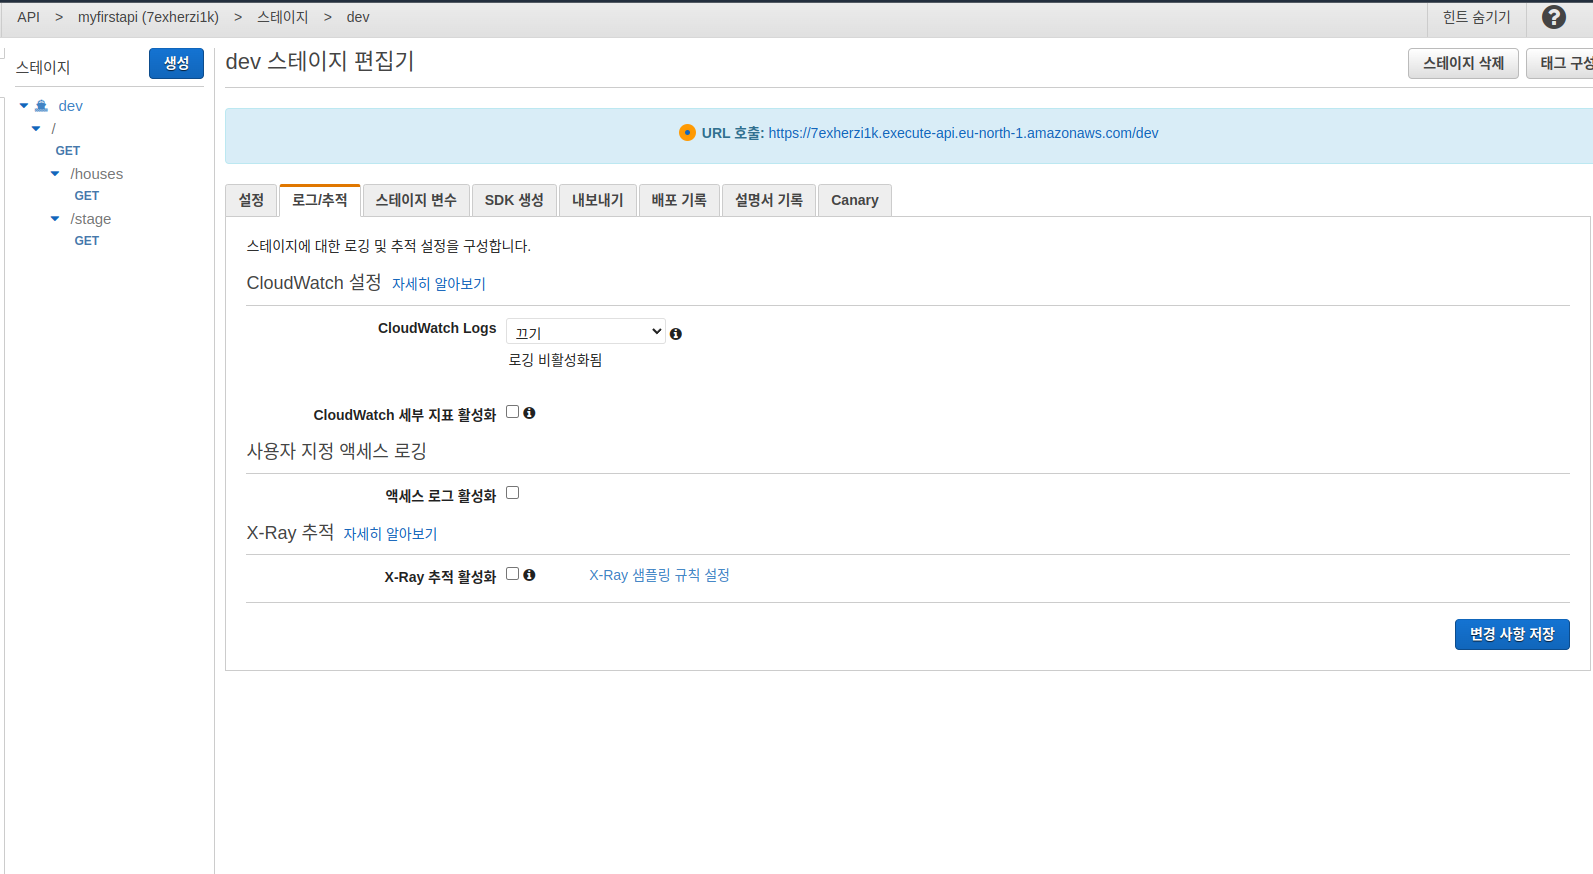 API > myfirstapi (7exherzi1k) > 스테이지 > dev
힌트 숨기기
스테이지
생성
dev
/
GET
/houses
GET
/stage
GET
dev 스테이지 편집기
스테이지 삭제
태그 구성
URL 호출: https://7exherzi1k.execute-api.eu-north-1.amazonaws.com/dev
설정 로그/추적 스테이지 변수 SDK 생성 내보내기 배포 기록 설명서 기록 Canary
스테이지에 대한 로깅 및 추적 설정을 구성합니다.
CloudWatch 설정 자세히 알아보기
CloudWatch Logs 끄기
로깅 비활성화됨
CloudWatch 세부 지표 활성화
사용자 지정 액세스 로깅
액세스 로그 활성화
X-Ray 추적 자세히 알아보기
X-Ray 추적 활성화 X-Ray 샘플링 규칙 설정
변경 사항 저장